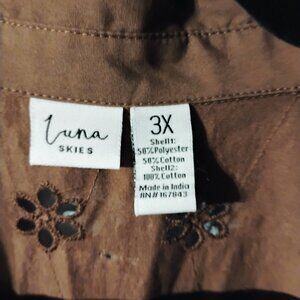 Luna
SKIES
3X
Shell1:
50%Polyester
50% Cotton
Shell2:
100% Cotton
Made in India
RN# 167843